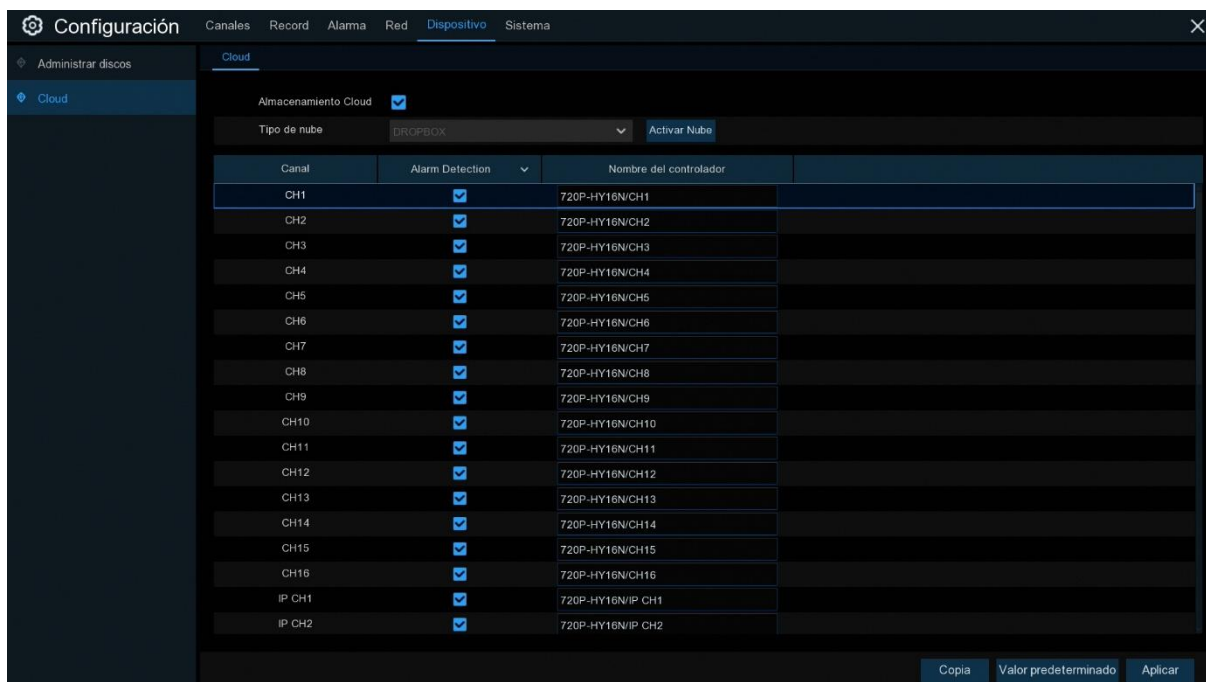 Configuración Canales Record Alarma Red Dispositivo Sistema
Administrar discos
Cloud
Cloud
Almacenamiento Cloud
Tipo de nube DROPBOX Activar Nube
Canal Alarm Detection Nombre del controlador
CH1 720P-HY16N/CH1
CH2 720P-HY16N/CH2
CH3 720P-HY16N/CH3
CH4 720P-HY16N/CH4
CH5 720P-HY16N/CH5
CH6 720P-HY16N/CH6
CH7 720P-HY16N/CH7
CH8 720P-HY16N/CH8
CH9 720P-HY16N/CH9
CH10 720P-HY16N/CH10
CH11 720P-HY16N/CH11
CH12 720P-HY16N/CH12
CH13 720P-HY16N/CH13
CH14 720P-HY16N/CH14
CH15 720P-HY16N/CH15
CH16 720P-HY16N/CH16
IP CH1 720P-HY16N/IP CH1
IP CH2 720P-HY16N/IP CH2
Copia Valor predeterminado Aplicar